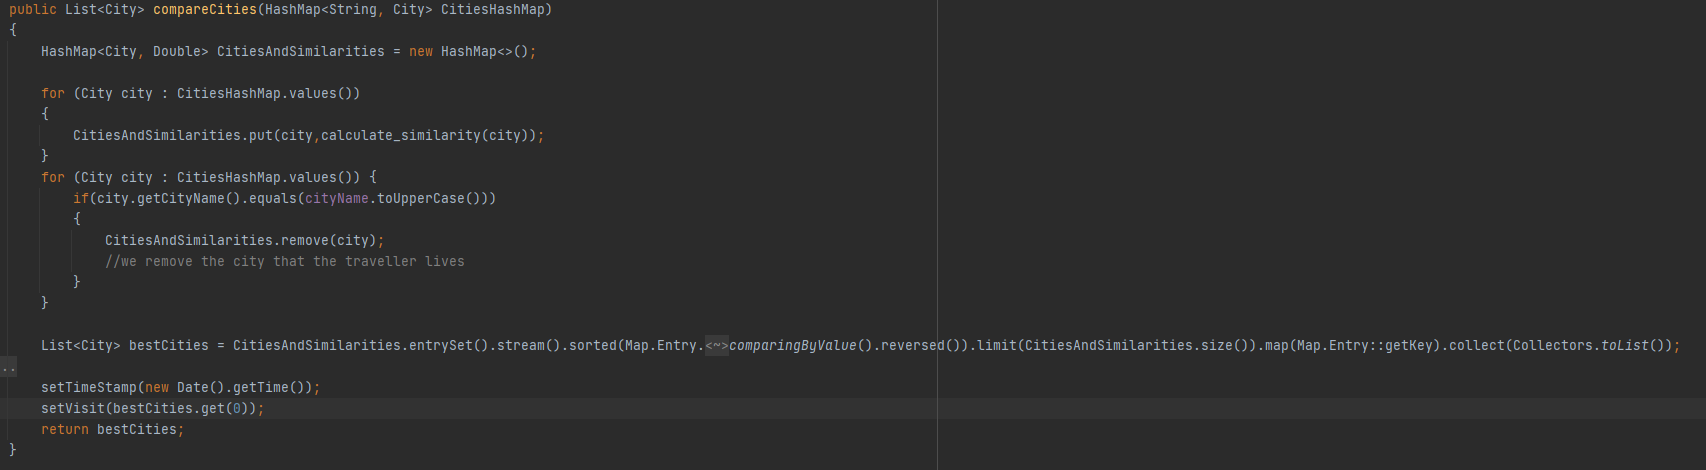 public List<City> compareCities(HashMap<String, City> CitiesHashMap)
{
    HashMap<City, Double> CitiesAndSimilarities = new HashMap<>();

    for (City city : CitiesHashMap.values())
    {
        CitiesAndSimilarities.put(city,calculate_similarity(city));
    }
    for (City city : CitiesHashMap.values()) {
        if(city.getCityName().equals(cityName.toUpperCase()))
        {
            CitiesAndSimilarities.remove(city);
            //we remove the city that the traveller lives
        }
    }

    List<City> bestCities = CitiesAndSimilarities.entrySet().stream().sorted(Map.Entry.<~>comparingByValue().reversed()).limit(CitiesAndSimilarities.size()).map(Map.Entry::getKey).collect(Collectors.toList());
..
    setTimeStamp(new Date().getTime());
    setVisit(bestCities.get(0));
    return bestCities;
}